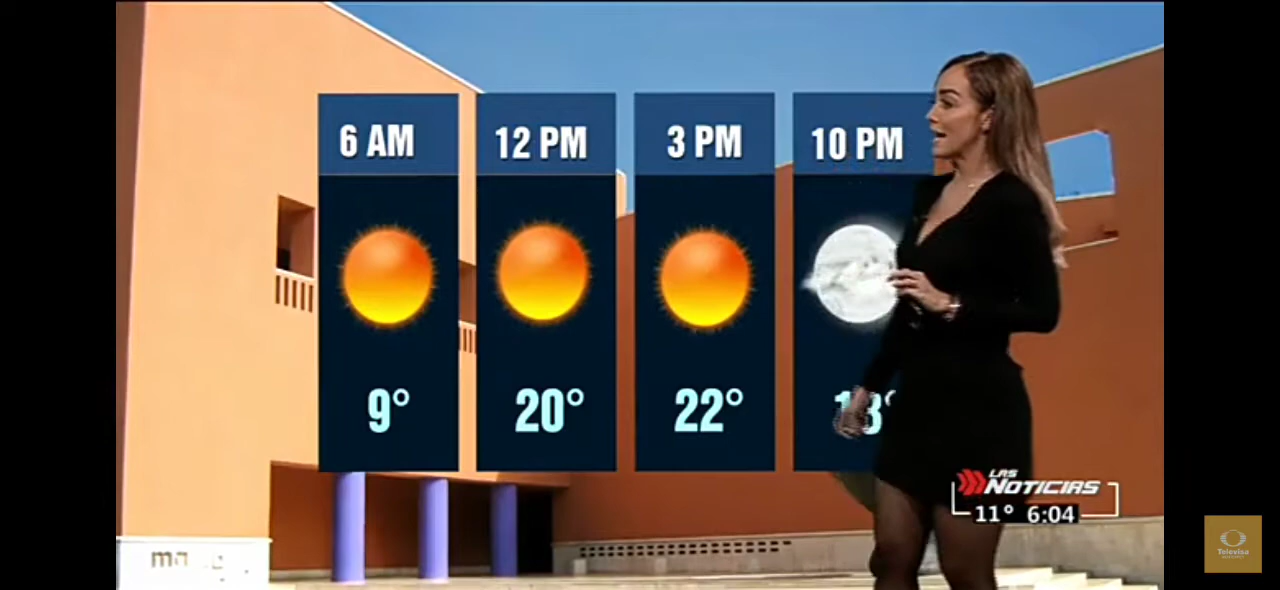 6 AM
12 PM
3 PM
10 PM
9°
20°
22°
LAS
NOTICIAS
11° 6:04
Televisa